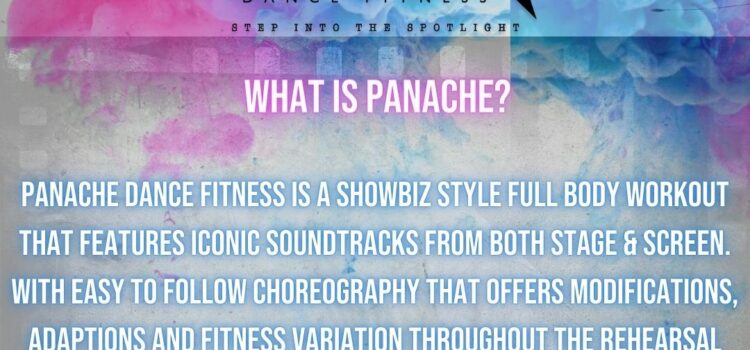 DANCE FITNESS
STEP INTO THE SPOTLIGHT
WHAT IS PANACHE?
PANACHE DANCE FITNESS IS A SHOWBIZ STYLE FULL BODY WORKOUT
THAT FEATURES ICONIC SOUNDTRACKS FROM BOTH STAGE & SCREEN.
WITH EASY TO FOLLOW CHOREOGRAPHY THAT OFFERS MODIFICATIONS,
ADAPTIONS AND FITNESS VARIATION THROUGHOUT THE REHEARSAL